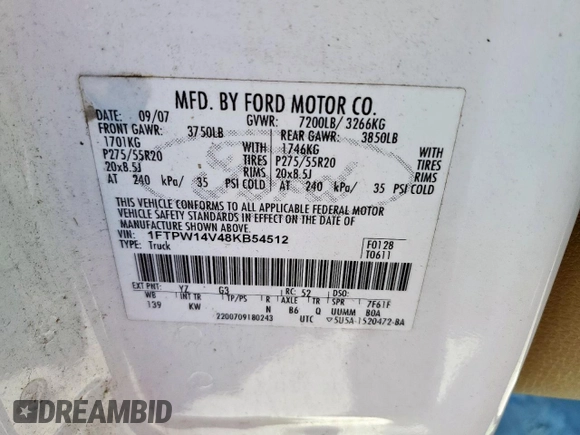 MFD. BY FORD MOTOR CO.
DATE: 09/07 GVWR: 7200LB/ 3266KG
FRONT GAWR: 3750LB REAR GAWR: 3850LB
1701KG WITH 1746KG WITH
P275/55R20 TIRES P275/55R20 TIRES
20x8.5J RIMS 20x8.5J RIMS
AT 240 kPa/ 35 PSI COLD AT 240 kPa/ 35 PSI COLD
THIS VEHICLE CONFORMS TO ALL APPLICABLE FEDERAL MOTOR
VEHICLE SAFETY STANDARDS IN EFFECT ON THE DATE OF
MANUFACTURE SHOWN ABOVE.
VIN: 1FTPW14V48KB54512 F0128
TYPE: Truck T0611
EXT PNT: YZ G3 RC: 52 DSO:
WB INT TR TP/PS R AXLE TR SPR 7F61F
139 KW N B6 Q UUMM BOA
2200709180243 UTC 5U5A-1520472-BA
Ford
DREAMBID